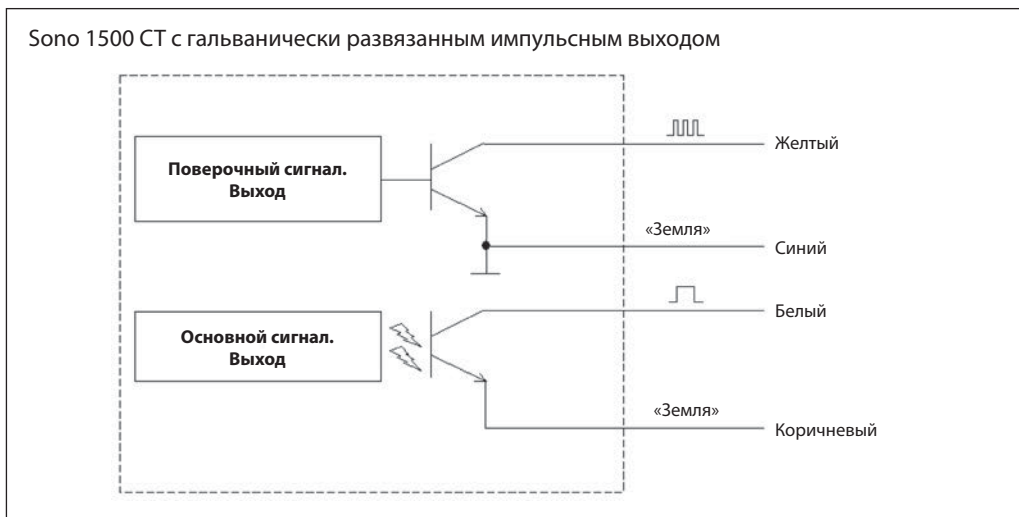 Sono 1500 CT с гальванически развязанным импульсным выходом
Поверочный сигнал.
Выход
Желтый
«Земля»
Синий
Белый
Основной сигнал.
Выход
«Земля»
Коричневый